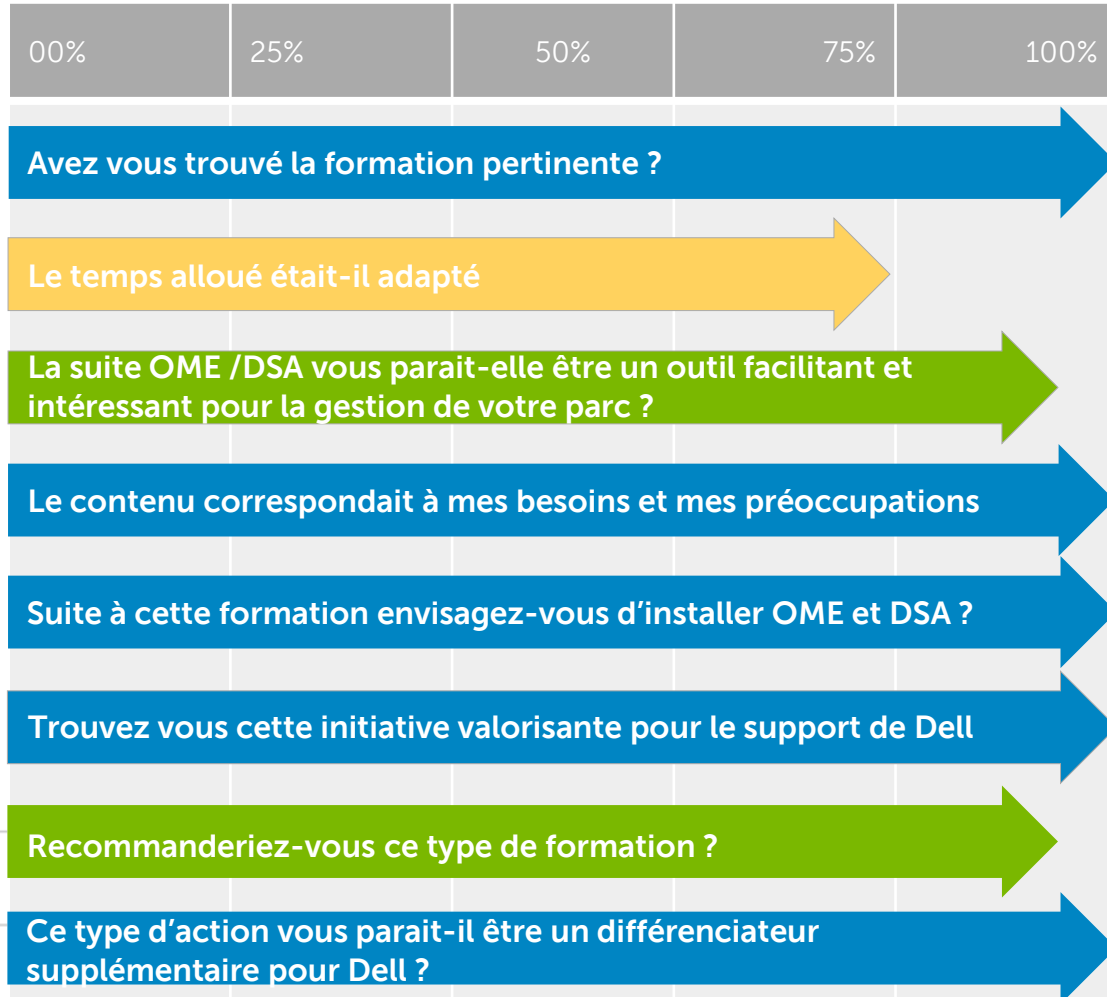 00% 25% 50% 75% 100%
Avez vous trouvé la formation pertinente ?
Le temps alloué était-il adapté
La suite OME /DSA vous parait-elle être un outil facilitant et
intéressant pour la gestion de votre parc ?
Le contenu correspondait à mes besoins et mes préoccupations
Suite à cette formation envisagez-vous d’installer OME et DSA ?
Trouvez vous cette initiative valorisante pour le support de Dell
Recommanderiez-vous ce type de formation ?
Ce type d’action vous parait-il être un différenciateur
supplémentaire pour Dell ?